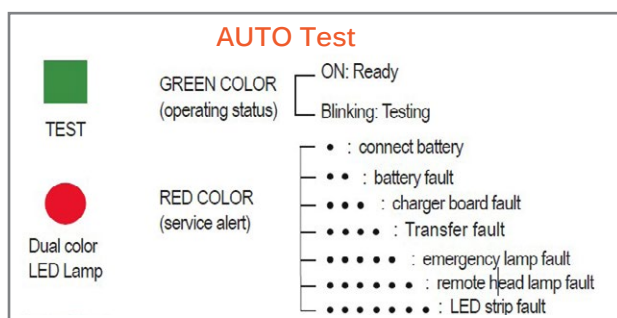 AUTO Test
TEST
GREEN COLOR
(operating status)
ON: Ready
Blinking: Testing
Dual color
LED Lamp
RED COLOR
(service alert)
• : connect battery
• • : battery fault
• • • : charger board fault
• • • • : Transfer fault
• • • • • : emergency lamp fault
• • • • • • : remote head lamp fault
• • • • • • • : LED strip fault